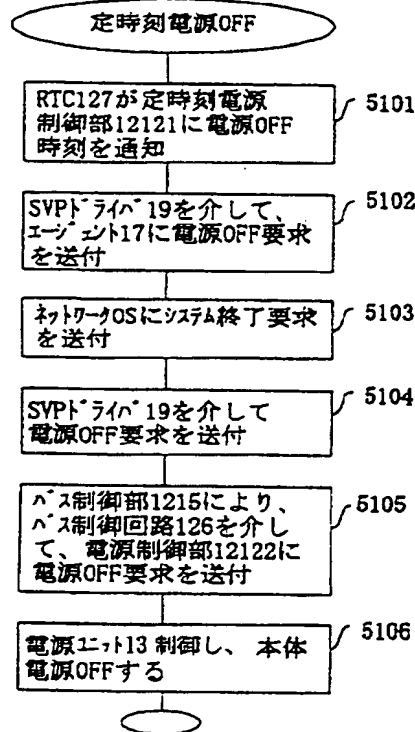 定時刻電源OFF
RTC127が定時刻電源
制御部12121に電源OFF
時刻を通知
5101
SVPドライバ19を介して、
エージェント17に電源OFF要求
を送付
5102
ネットワークOSにシステム終了要求
を送付
5103
SVPドライバ19を介して
電源OFF要求を送付
5104
バス制御部1215により、
バス制御回路126を介し
て、電源制御部12122に
電源OFF要求を送付
5105
電源ユニット13 制御し、 本体
電源OFFする
5106